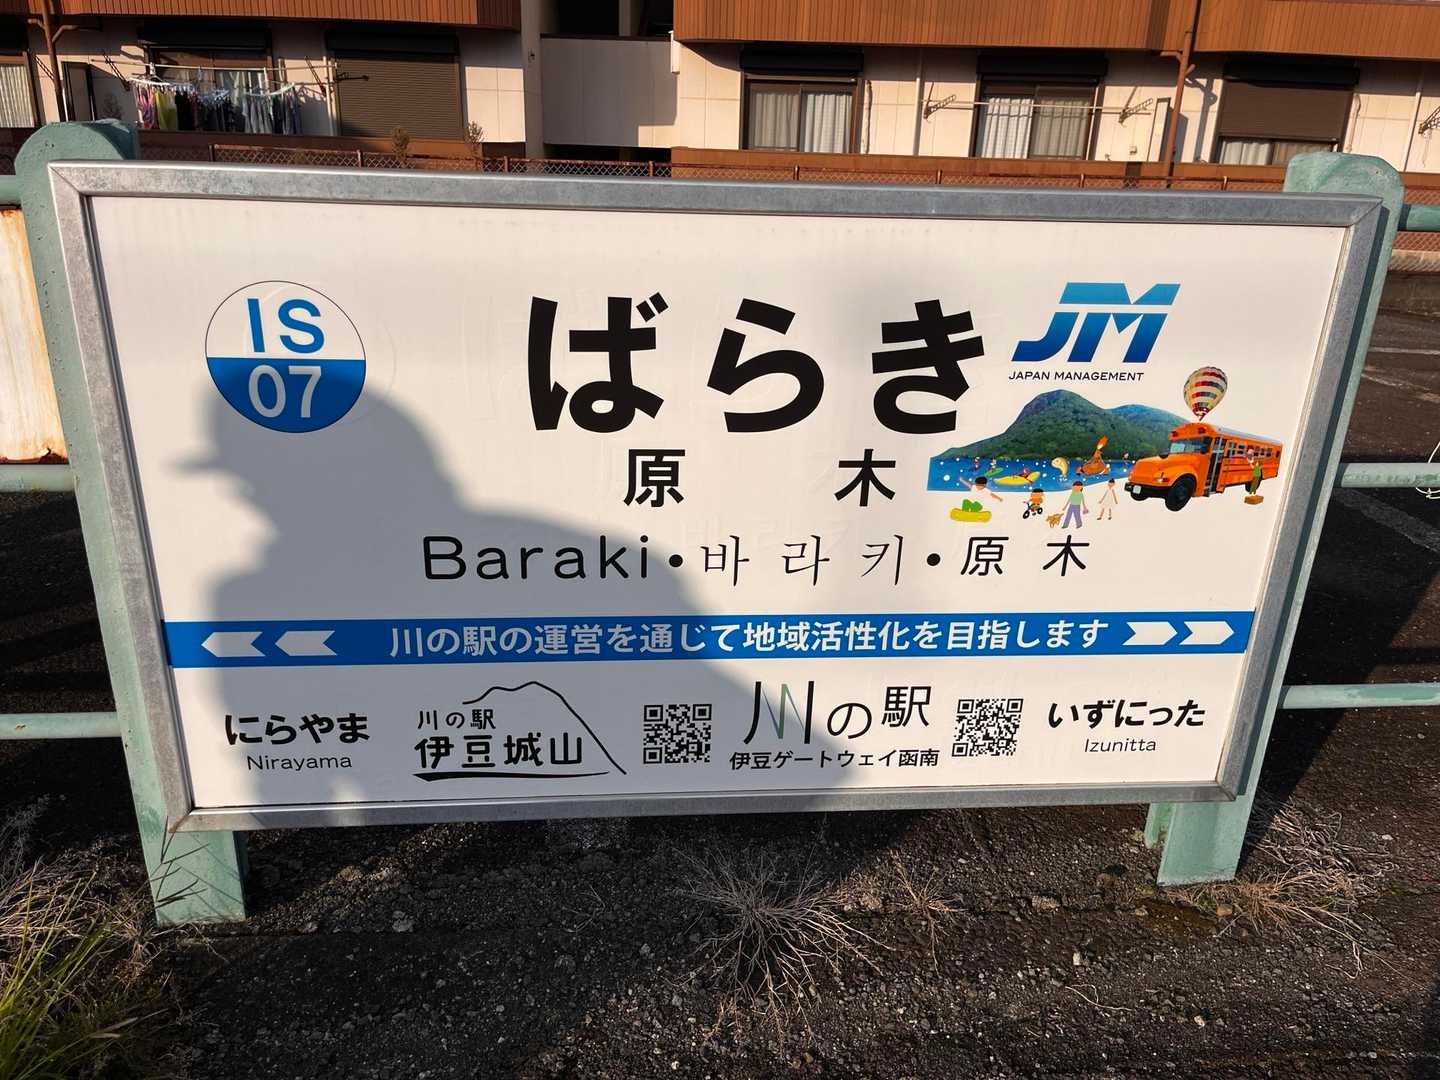 IS
07
ばらき
JM
JAPAN MANAGEMENT
原木
Baraki・바라키・原木
川の駅の運営を通じて地域活性化を目指します
にらやま
Nirayama
川の駅
伊豆城山
川の駅
伊豆ゲートウェイ函南
いずにった
Izunitta